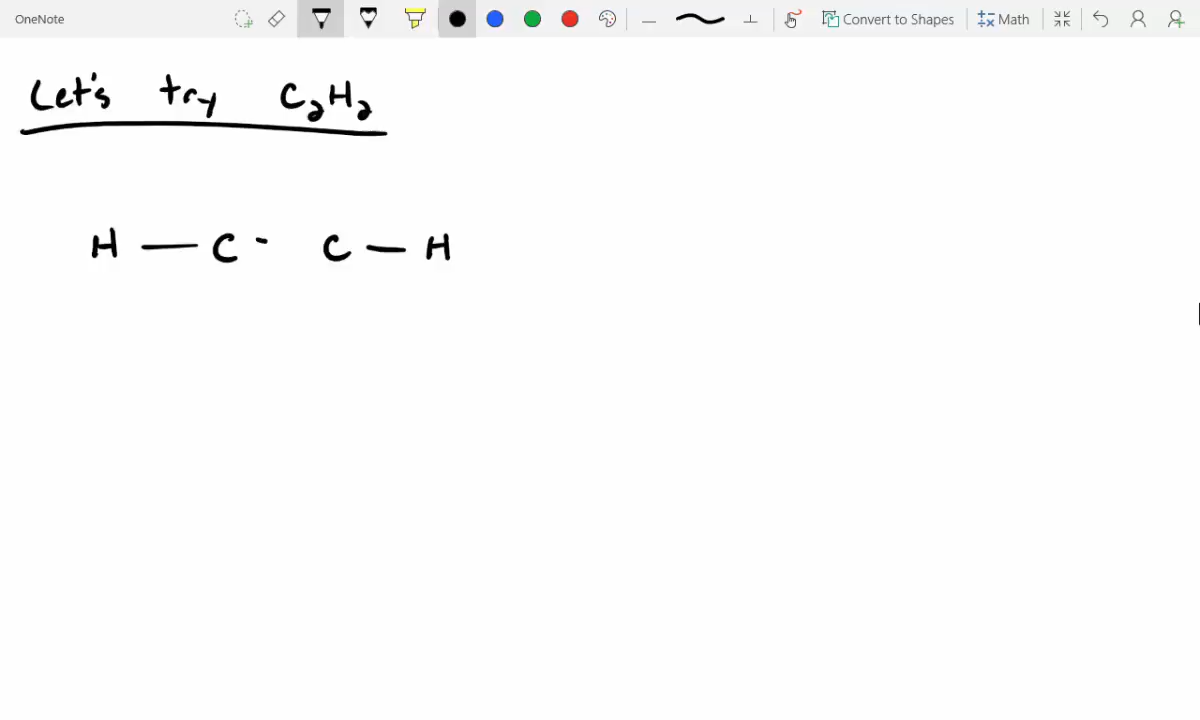 OneNote
Convert to Shapes
Math
Let's try C₂H₂
H — C - C — H